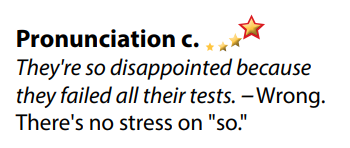 Pronunciation c.
They're so disappointed because
they failed all their tests. –Wrong.
There's no stress on "so."